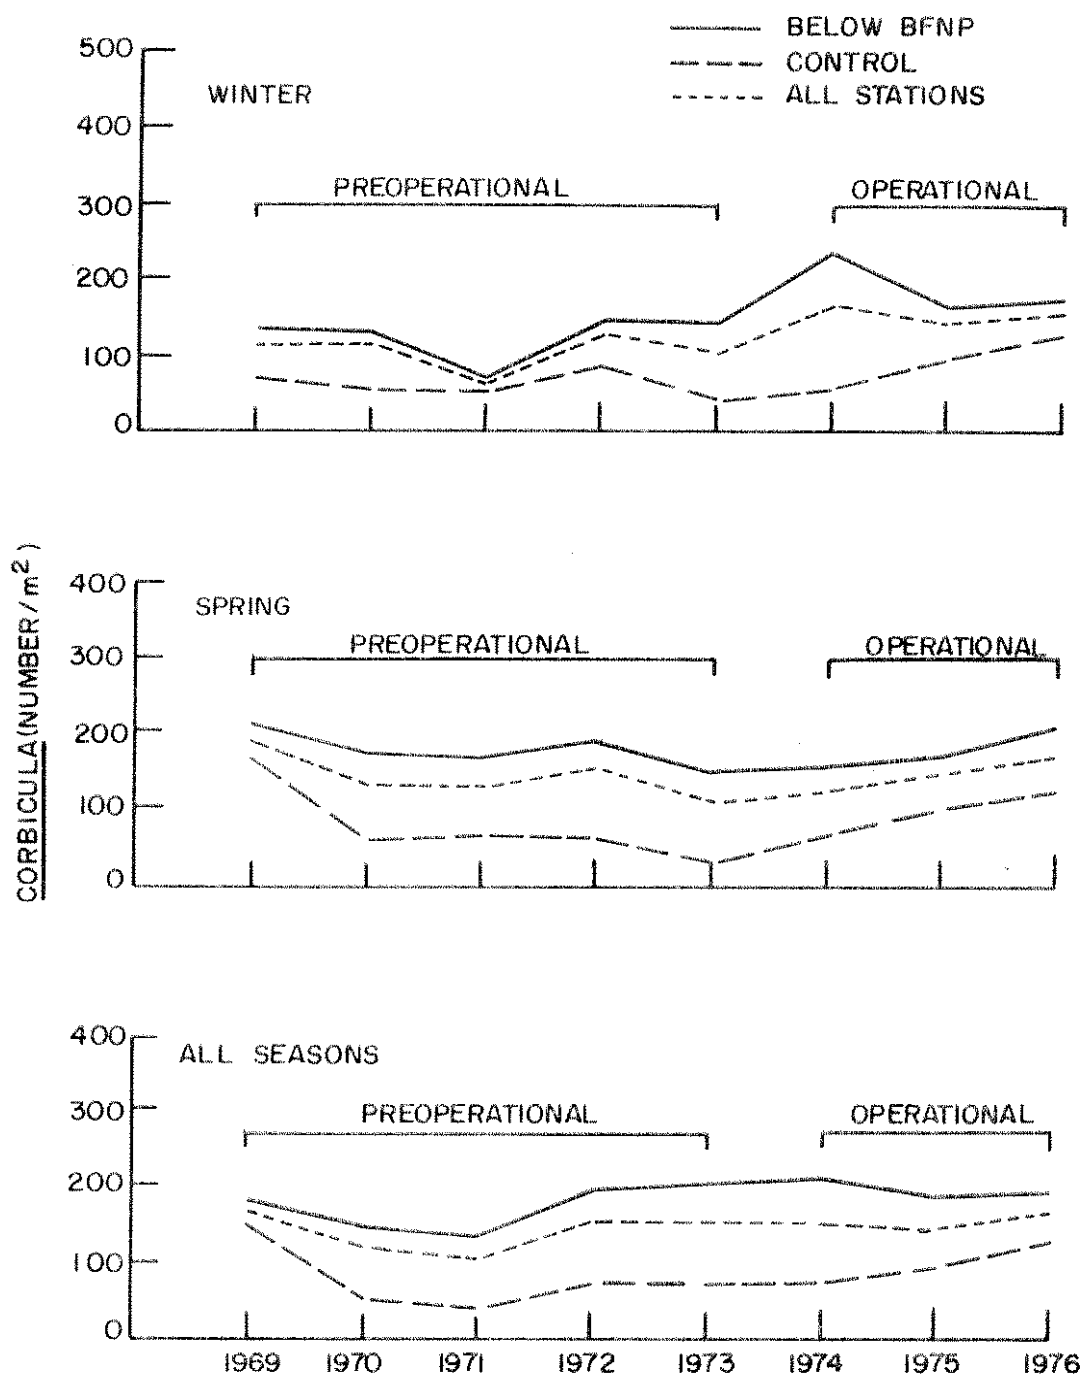 BELOW BFNP
CONTROL
ALL STATIONS
500
400
300
200
100
0
WINTER
PREOPERATIONAL
OPERATIONAL
CORBICULA (NUMBER/m²)
400
300
200
100
0
SPRING
PREOPERATIONAL
OPERATIONAL
400
300
200
100
0
ALL SEASONS
PREOPERATIONAL
OPERATIONAL
1969 1970 1971 1972 1973 1974 1975 1976